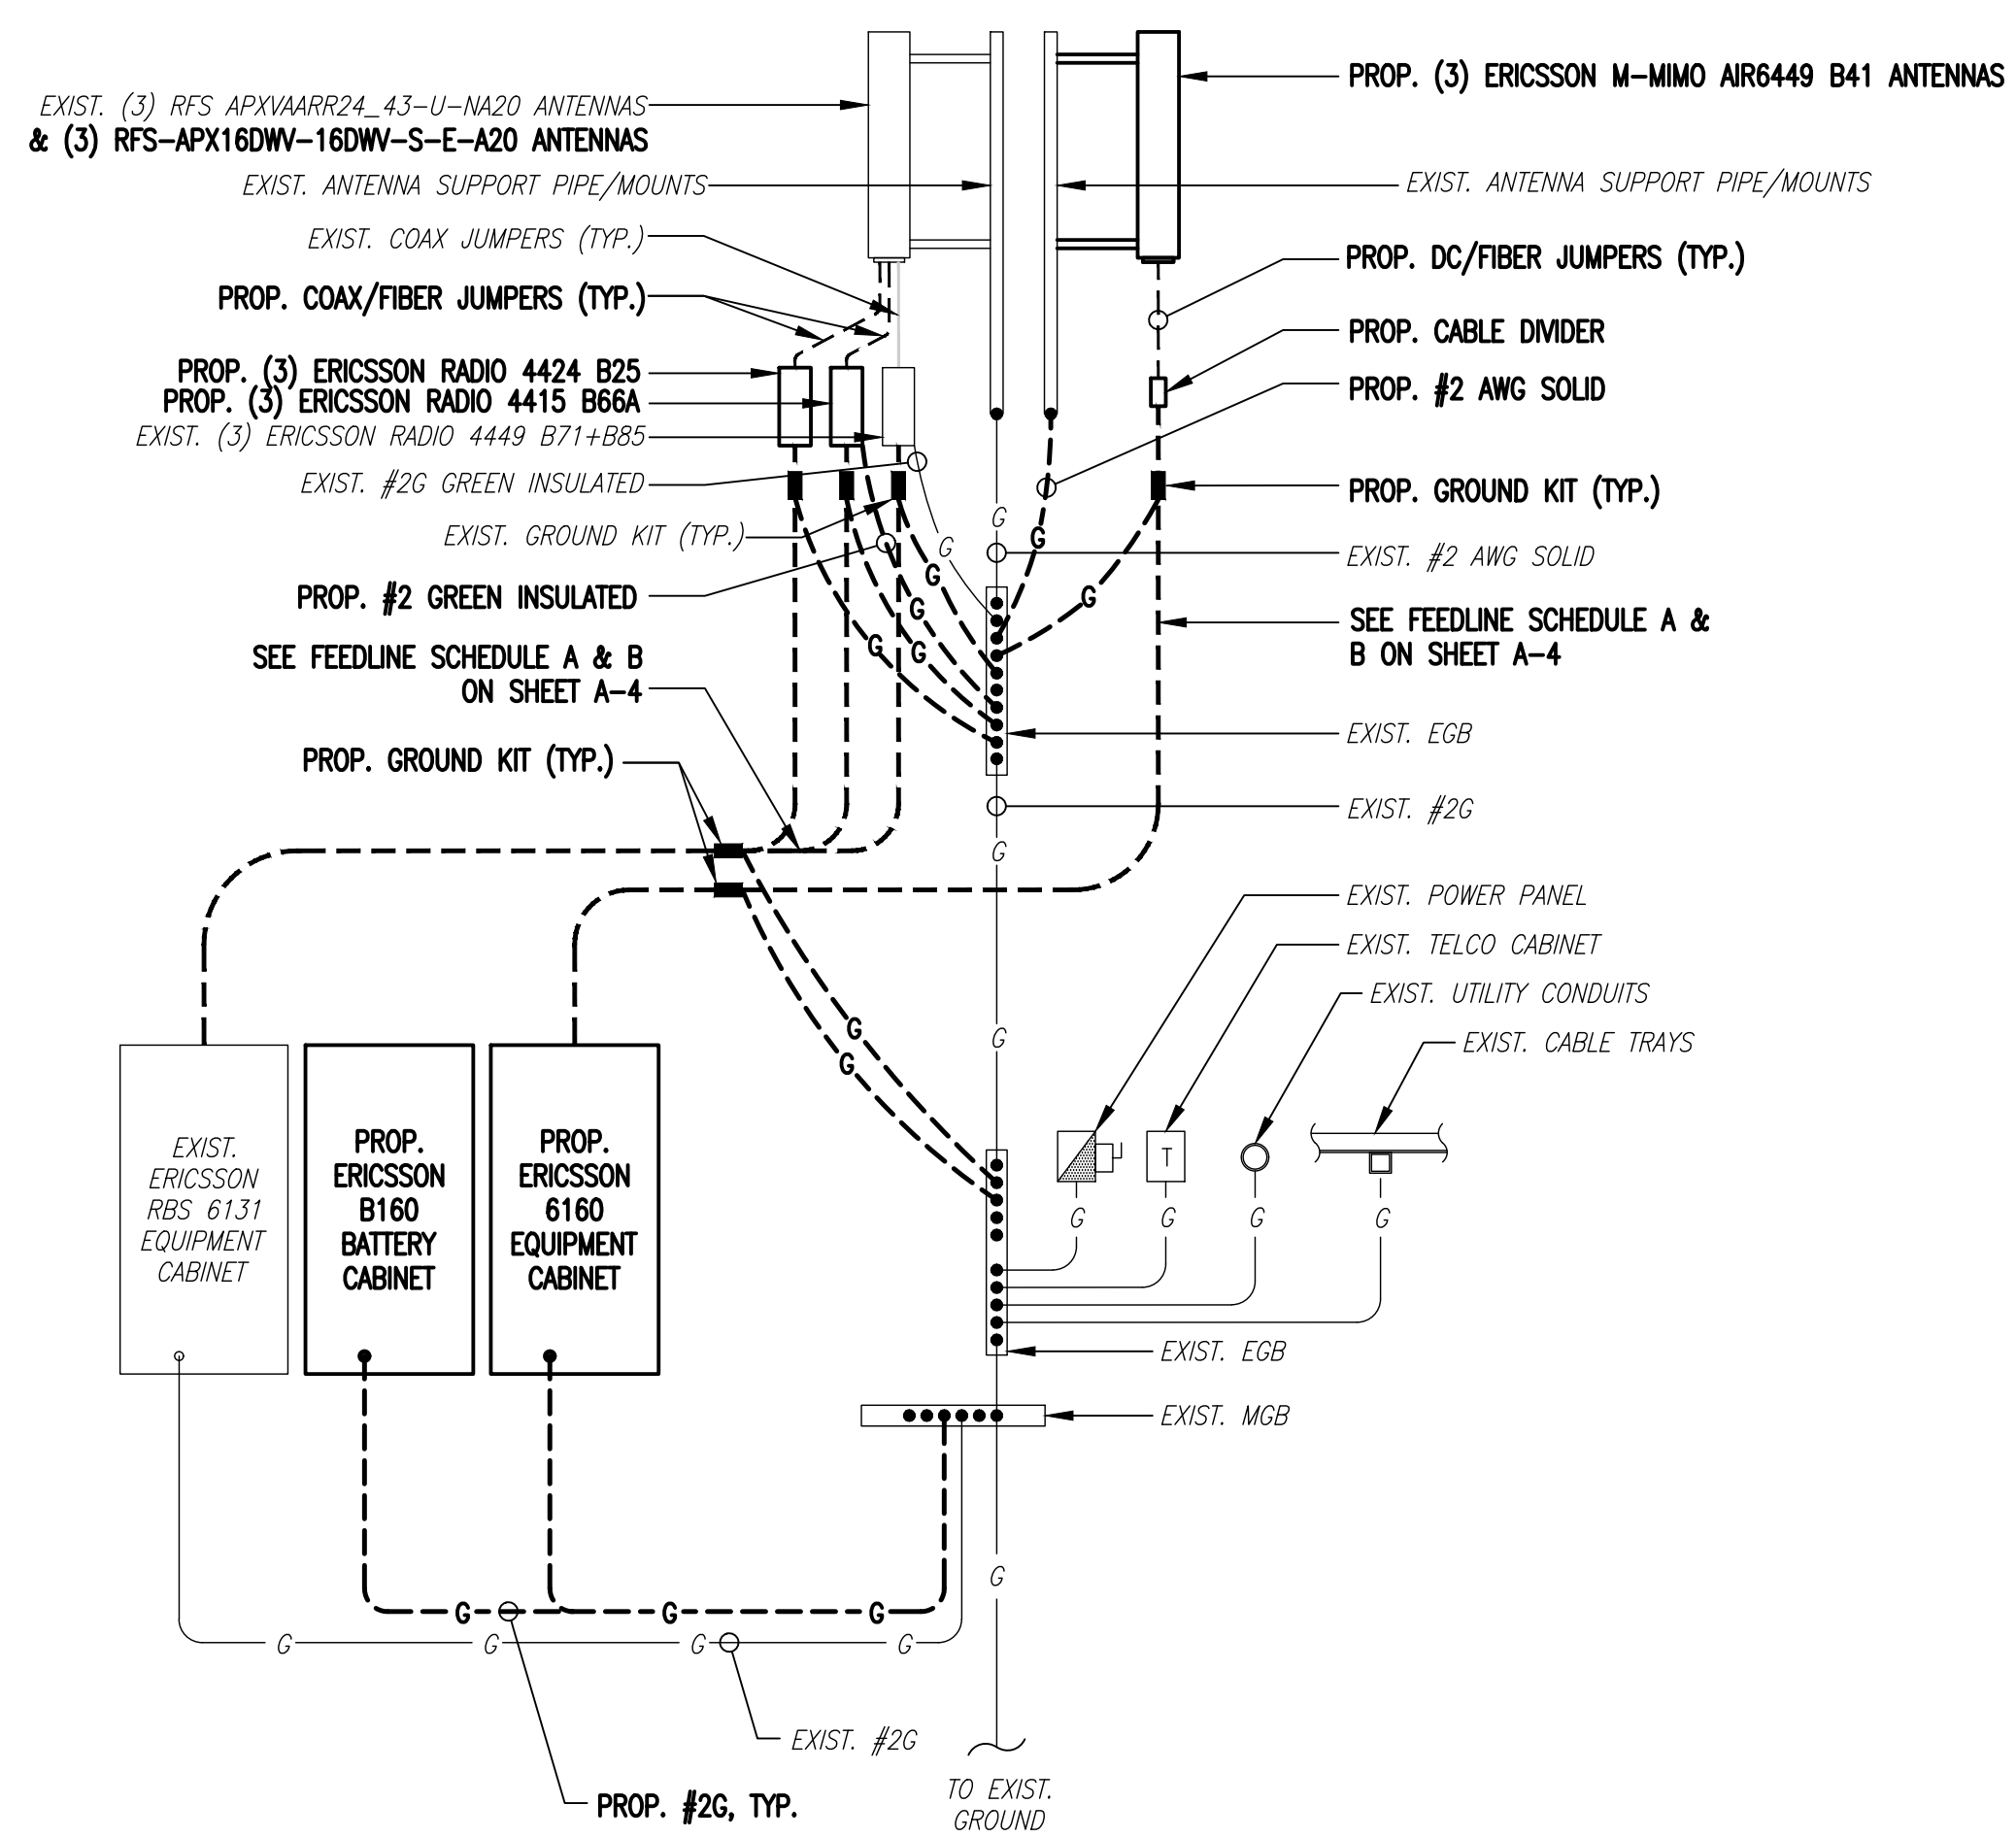 EXIST. (3) RFS APXVAARR24_43-U-NA20 ANTENNAS
& (3) RFS-APX16DWV-16DWV-S-E-A20 ANTENNAS
EXIST. ANTENNA SUPPORT PIPE/MOUNTS
EXIST. COAX JUMPERS (TYP.)
PROP. COAX/FIBER JUMPERS (TYP.)
PROP. (3) ERICSSON RADIO 4424 B25
PROP. (3) ERICSSON RADIO 4415 B66A
EXIST. (3) ERICSSON RADIO 4449 B71+B85
EXIST. #2G GREEN INSULATED
EXIST. GROUND KIT (TYP.)
PROP. #2 GREEN INSULATED
SEE FEEDLINE SCHEDULE A & B
ON SHEET A-4
PROP. GROUND KIT (TYP.)
PROP. (3) ERICSSON M-MIMO AIR6449 B41 ANTENNAS
EXIST. ANTENNA SUPPORT PIPE/MOUNTS
PROP. DC/FIBER JUMPERS (TYP.)
PROP. CABLE DIVIDER
PROP. #2 AWG SOLID
PROP. GROUND KIT (TYP.)
EXIST. #2 AWG SOLID
SEE FEEDLINE SCHEDULE A &
B ON SHEET A-4
EXIST. EGB
EXIST. #2G
EXIST. POWER PANEL
EXIST. TELCO CABINET
EXIST. UTILITY CONDUITS
EXIST. CABLE TRAYS
G
G
G
G
G
G
G
G
G
G
G
G
G
EXIST.
ERICSSON
RBS 6131
EQUIPMENT
CABINET
PROP.
ERICSSON
B160
BATTERY
CABINET
PROP.
ERICSSON
6160
EQUIPMENT
CABINET
T
G
G
G
G
EXIST. EGB
EXIST. MGB
G
G
G
G
G
G
G
G
EXIST. #2G
PROP. #2G, TYP.
TO EXIST.
GROUND